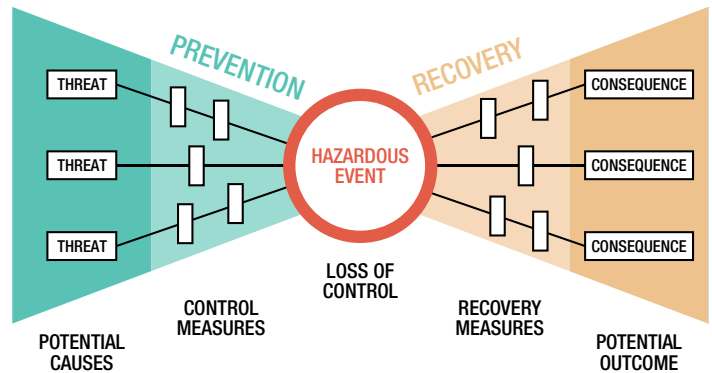 PREVENTION
RECOVERY
THREAT
CONSEQUENCE
THREAT
HAZARDOUS
EVENT
CONSEQUENCE
THREAT
CONSEQUENCE
LOSS OF
CONTROL
CONTROL
MEASURES
RECOVERY
MEASURES
POTENTIAL
CAUSES
POTENTIAL
OUTCOME